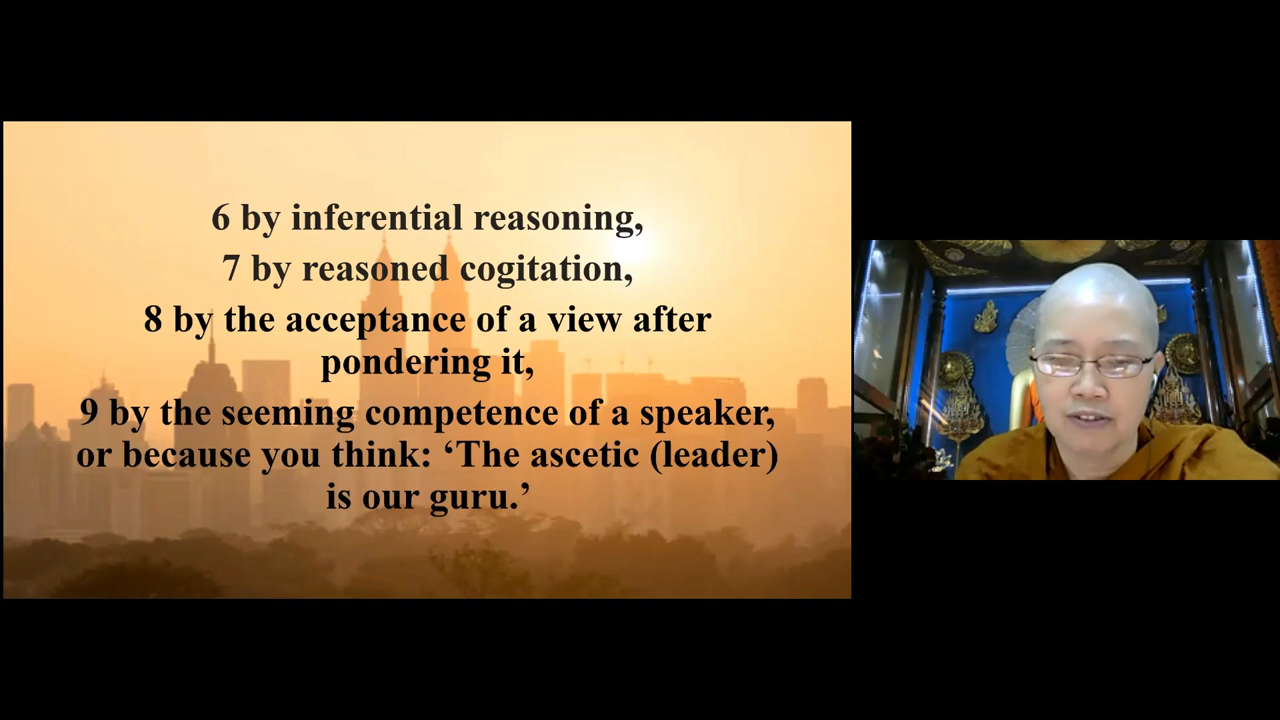 6 by inferential reasoning,
7 by reasoned cogitation,
8 by the acceptance of a view after
pondering it,
9 by the seeming competence of a speaker,
or because you think: ‘The ascetic (leader)
is our guru.’